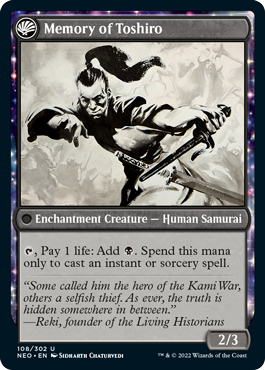 Memory of Toshiro
Enchantment Creature — Human Samurai
, Pay 1 life: Add . Spend this mana
only to cast an instant or sorcery spell.
“Some called him the hero of the Kami War,
others a selfish thief. As ever, the truth is
hidden somewhere in between.”
—Reki, founder of the Living Historians
2/3
108/302 U
NEO • EN SIDHARTH CHATURVEDI
™ & © 2022 Wizards of the Coast